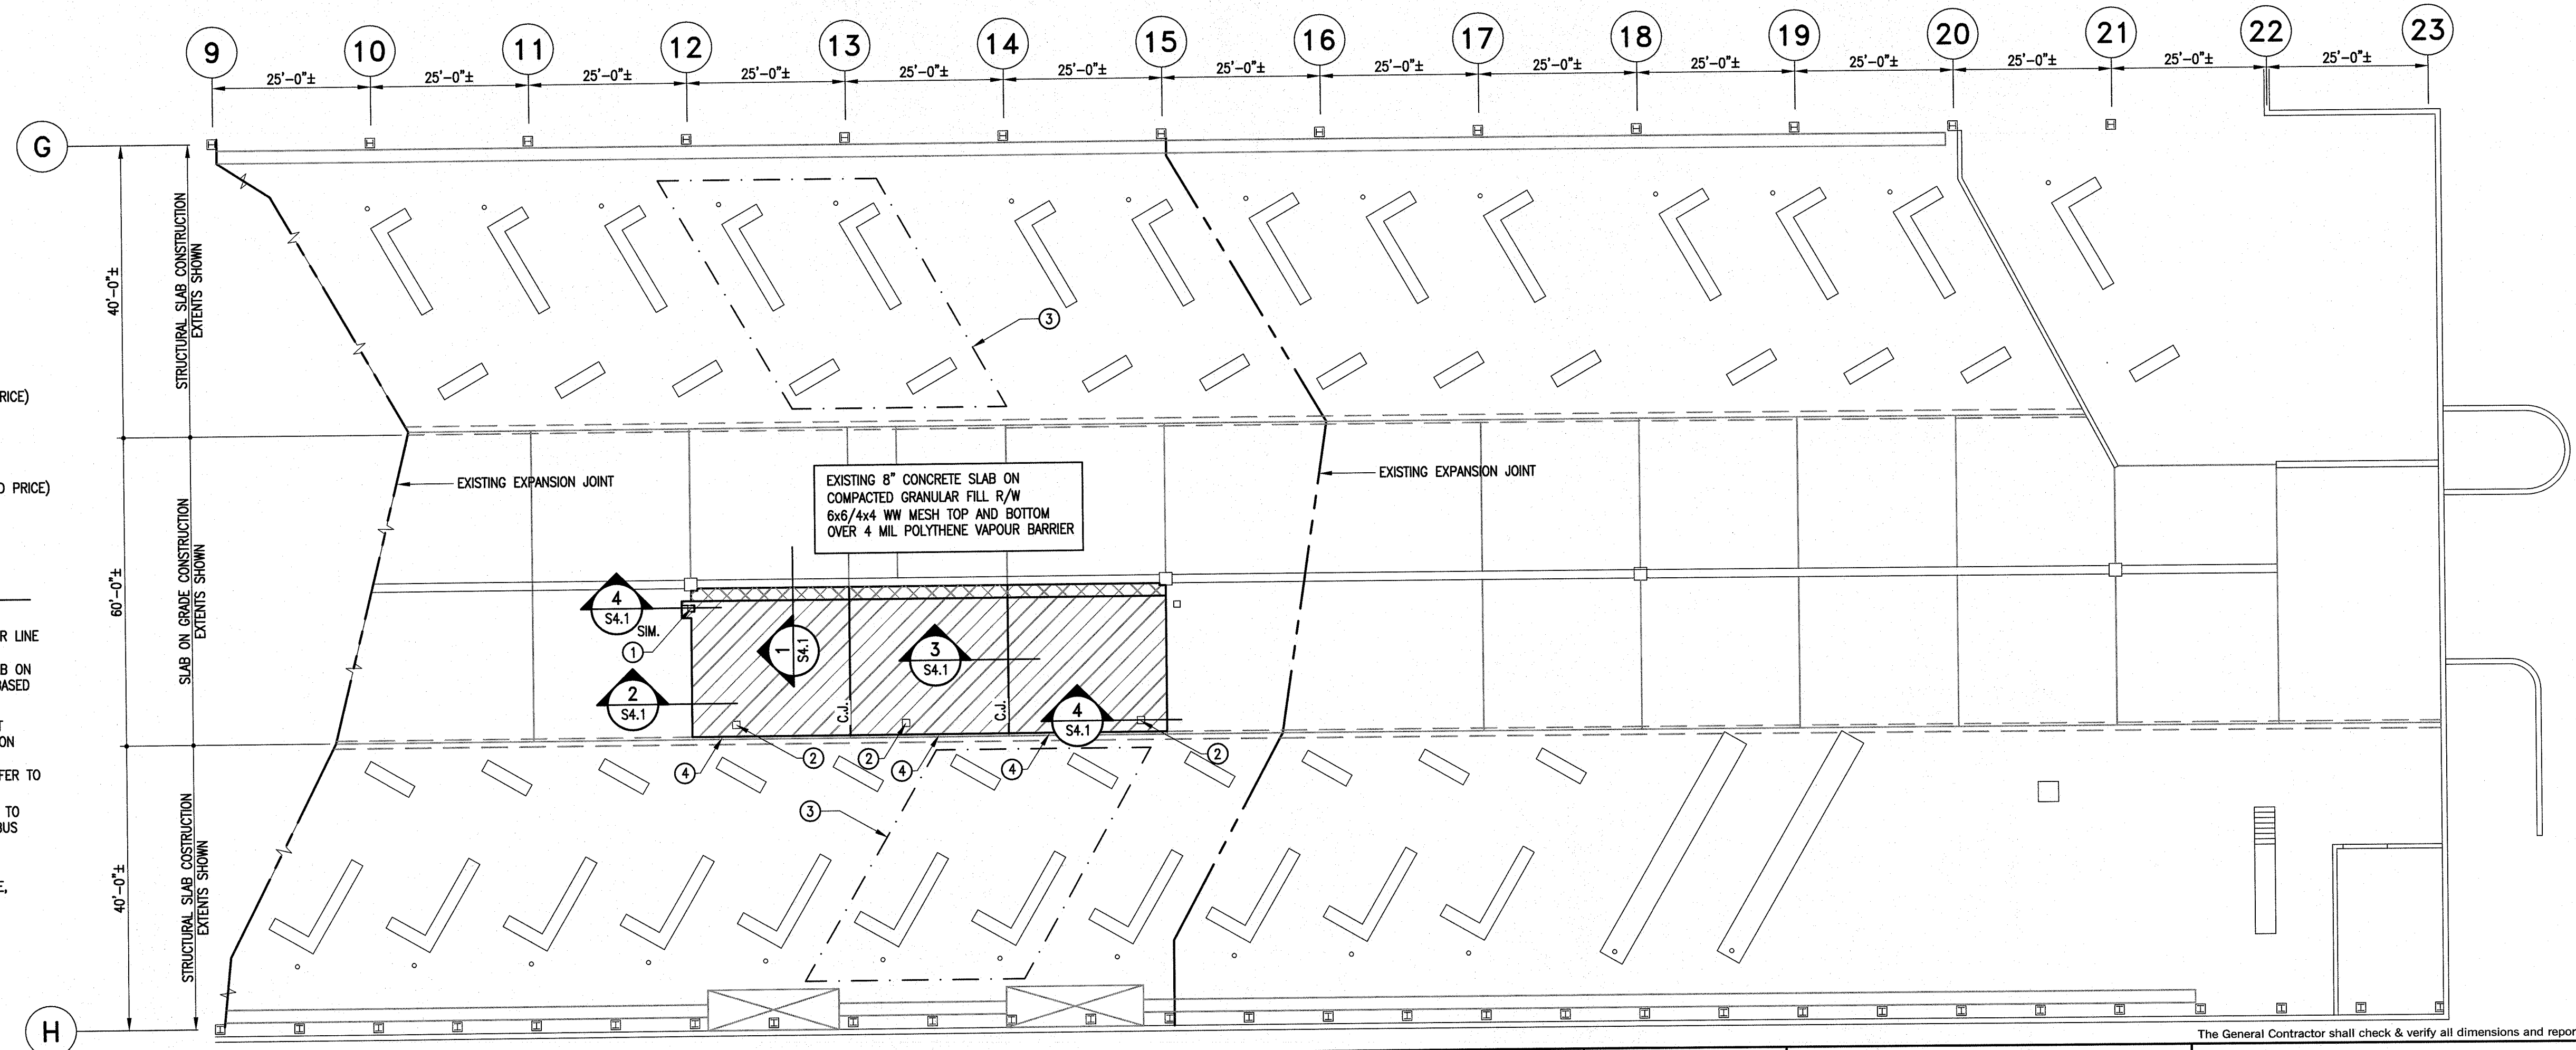 9
10
11
12
13
14
15
16
17
18
19
20
21
22
23
25'-0"±
25'-0"±
25'-0"±
25'-0"±
25'-0"±
25'-0"±
25'-0"±
25'-0"±
25'-0"±
25'-0"±
25'-0"±
25'-0"±
25'-0"±
25'-0"±
G
40'-0"±
STRUCTURAL SLAB CONSTRUCTION
EXTENTS SHOWN
3
RICE)
EXISTING EXPANSION JOINT
EXISTING 8" CONCRETE SLAB ON
COMPACTED GRANULAR FILL R/W
6x6/4x4 WW MESH TOP AND BOTTOM
OVER 4 MIL POLYTHENE VAPOUR BARRIER
EXISTING EXPANSION JOINT
D PRICE)
60'-0"±
SLAB ON GRADE CONSTRUCTION
EXTENTS SHOWN
4
S4.1
SIM.
1
R LINE
B ON
BASED
1
S4.1
3
S4.1
2
S4.1
C.J.
C.J.
4
S4.1
T
ON
4
2
2
4
4
2
FER TO
3
TO
BUS
40'-0"±
STRUCTURAL SLAB COSTRUCTION
EXTENTS SHOWN
E,
H
The General Contractor shall check & verify all dimensions and repor